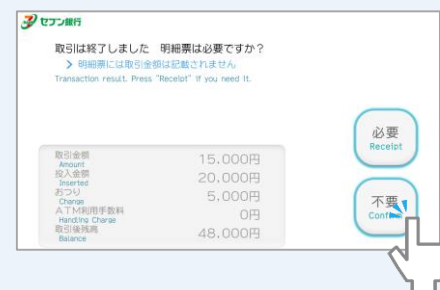 セブン銀行
取引は終了しました 明細票は必要ですか？
> 明細票には取引金額は記載されません
Transaction result. Press "Receipt" if you need it.
必要
Receipt
取引金額 15,000円
Amount
投入金額 20,000円
Inserted
おつり 5,000円
Change
ATM利用手数料 0円
Handling Charge
取引後残高 48,000円
Balance
不要